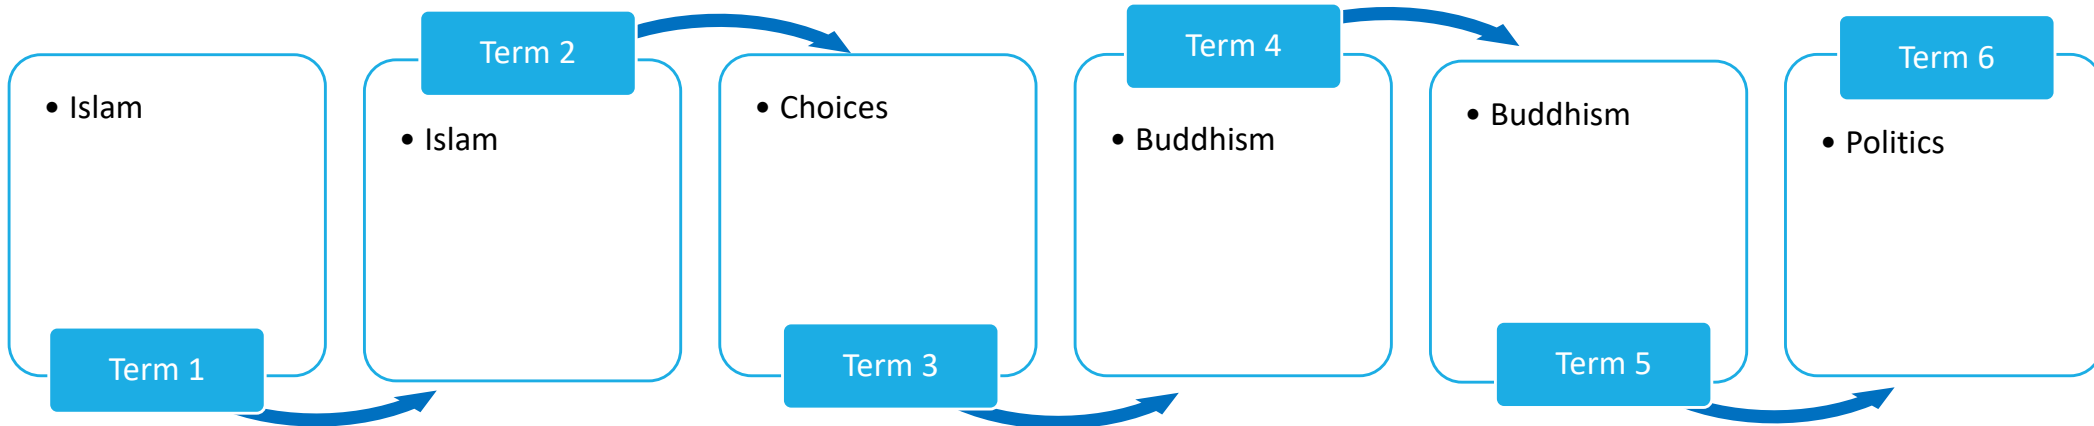 • Islam
Term 1
Term 2
• Islam
• Choices
Term 3
Term 4
• Buddhism
• Buddhism
Term 5
Term 6
• Politics